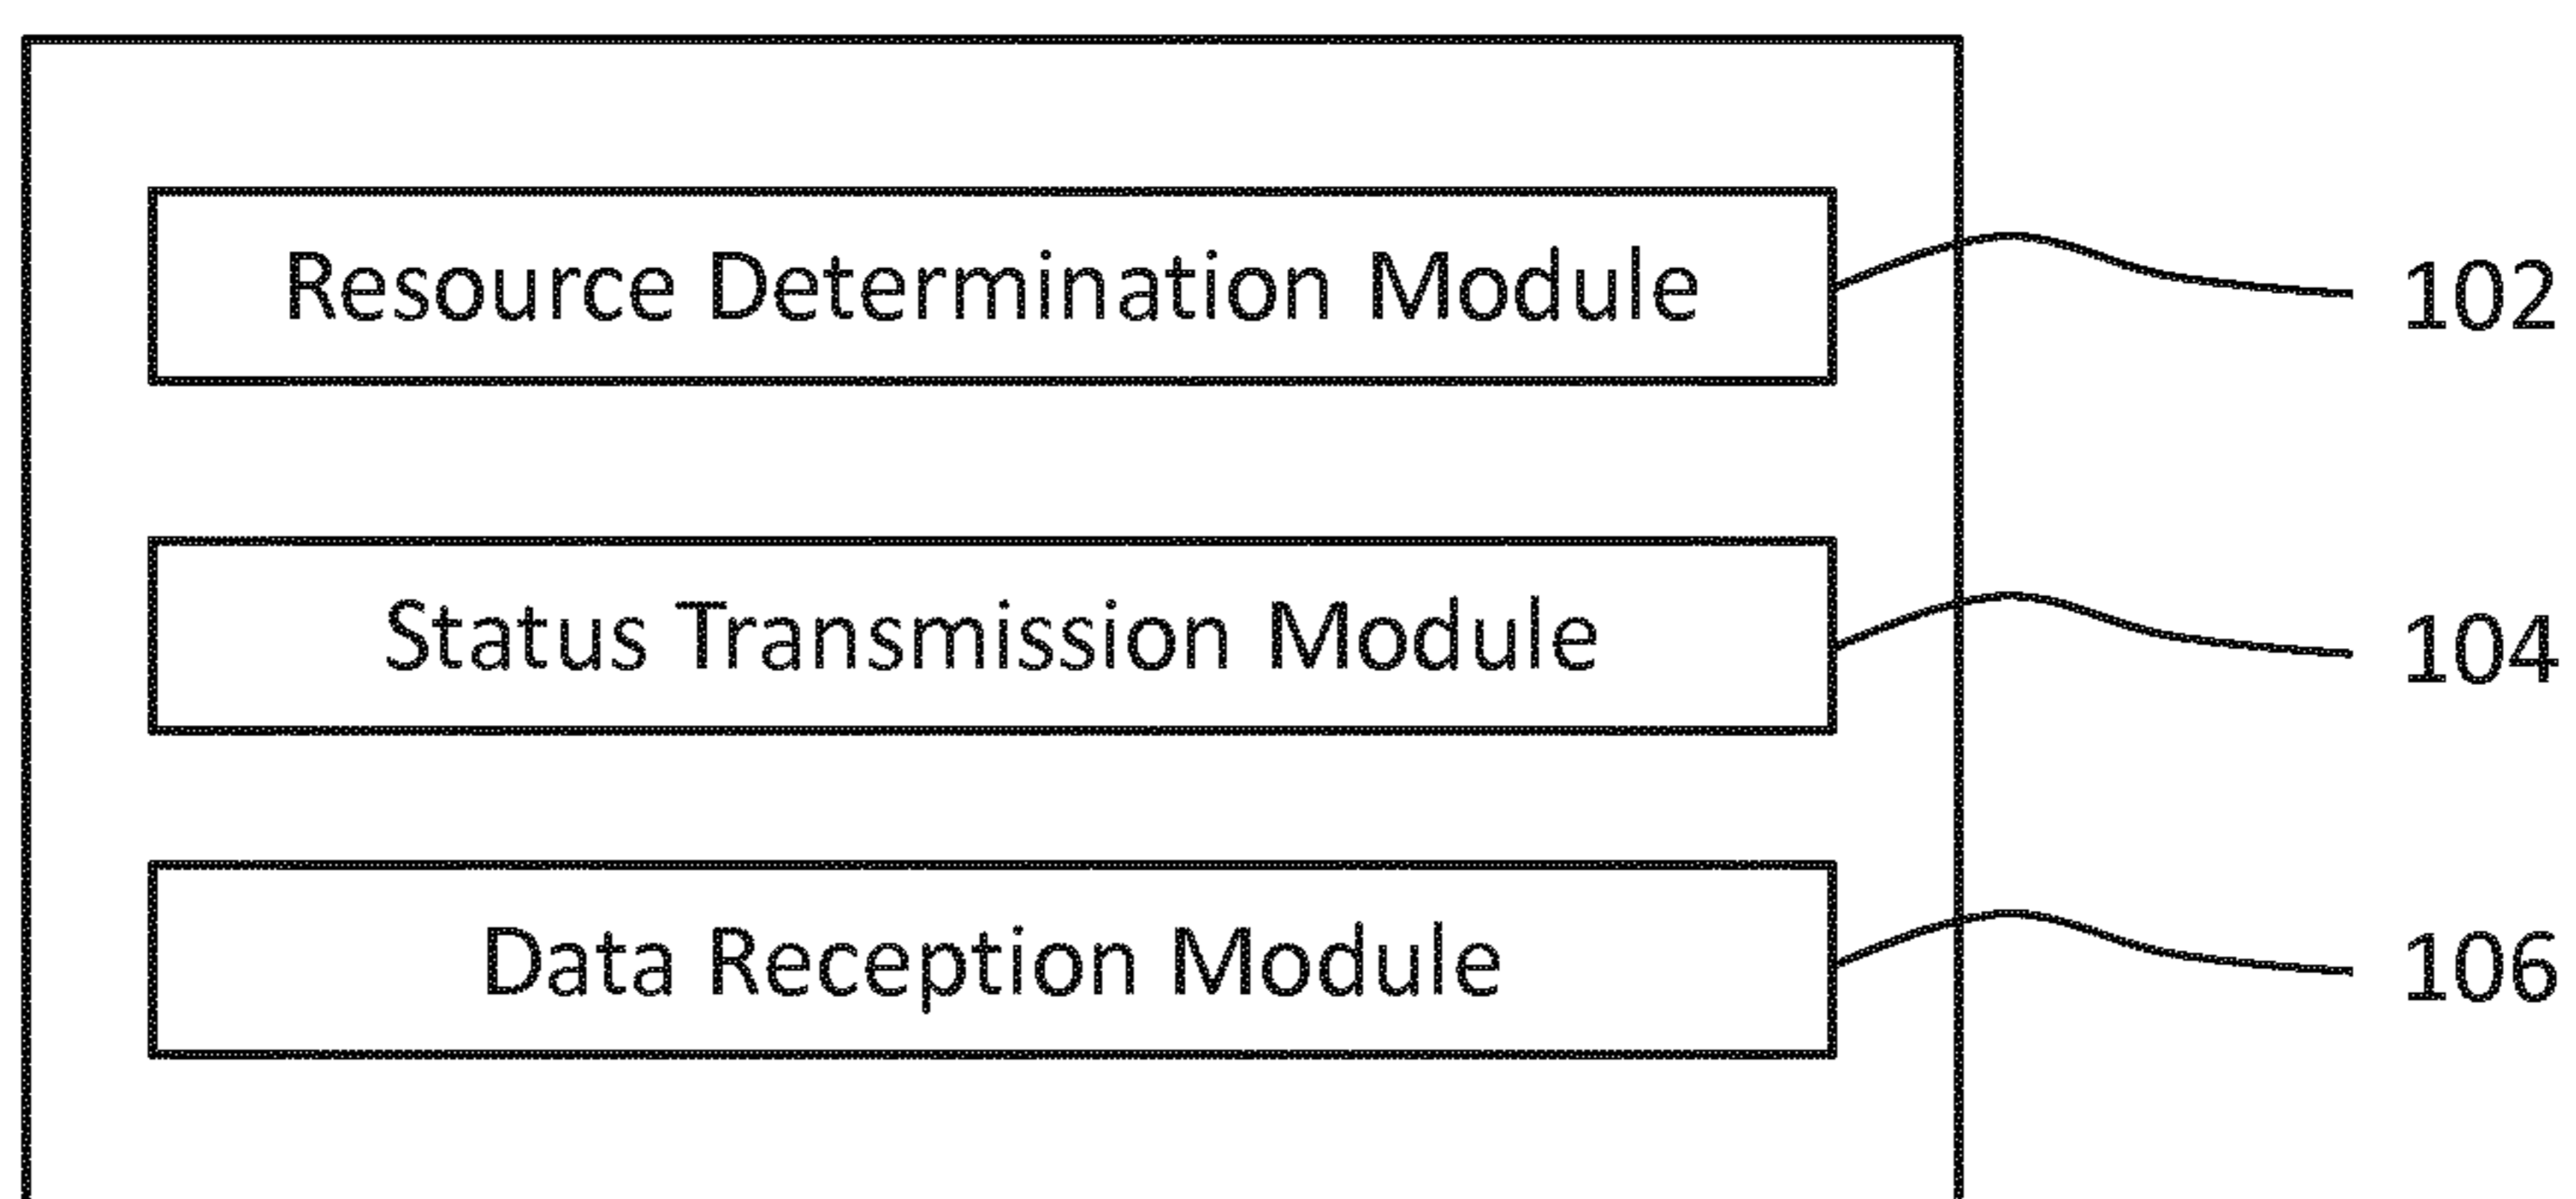 Resource Determination Module
102
Status Transmission Module
104
Data Reception Module
106